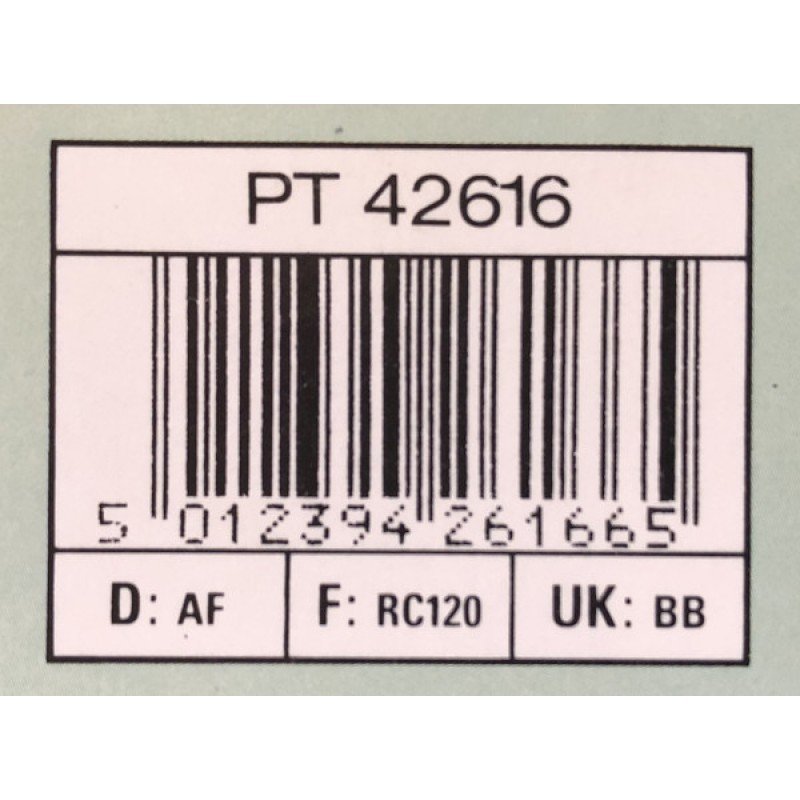 PT 42616
5 012394 261665
D: AF F: RC120 UK: BB